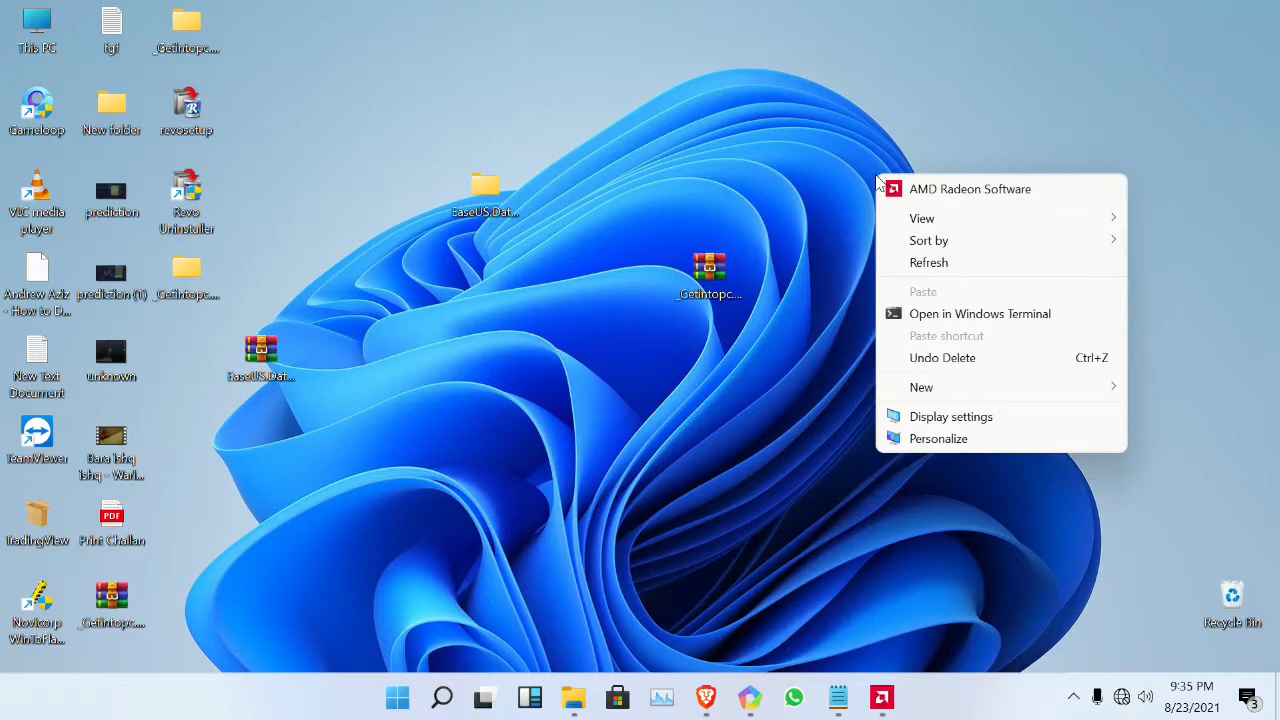 This PC
fgf
_GetIntopc....
Gameloop
New folder
revosetup
VLC media
player
prediction
Revo
Uninstaller
Andrew Aziz
- How to D...
prediction (1)
_GetIntopc....
New Text
Document
unknown
TeamViewer
Bara Ishq
Ishq - Wari...
TradingView
PDF
Print Challan
Novicorp
WinToFla...
_GetIntopc....
EaseUS.Dat...
EaseUS.Dat...
_GetIntopc....
AMD Radeon Software
View
Sort by
Refresh
Paste
Open in Windows Terminal
Paste shortcut
Undo Delete Ctrl+Z
New
Display settings
Personalize
Recycle Bin
9:35 PM
8/23/2021
3